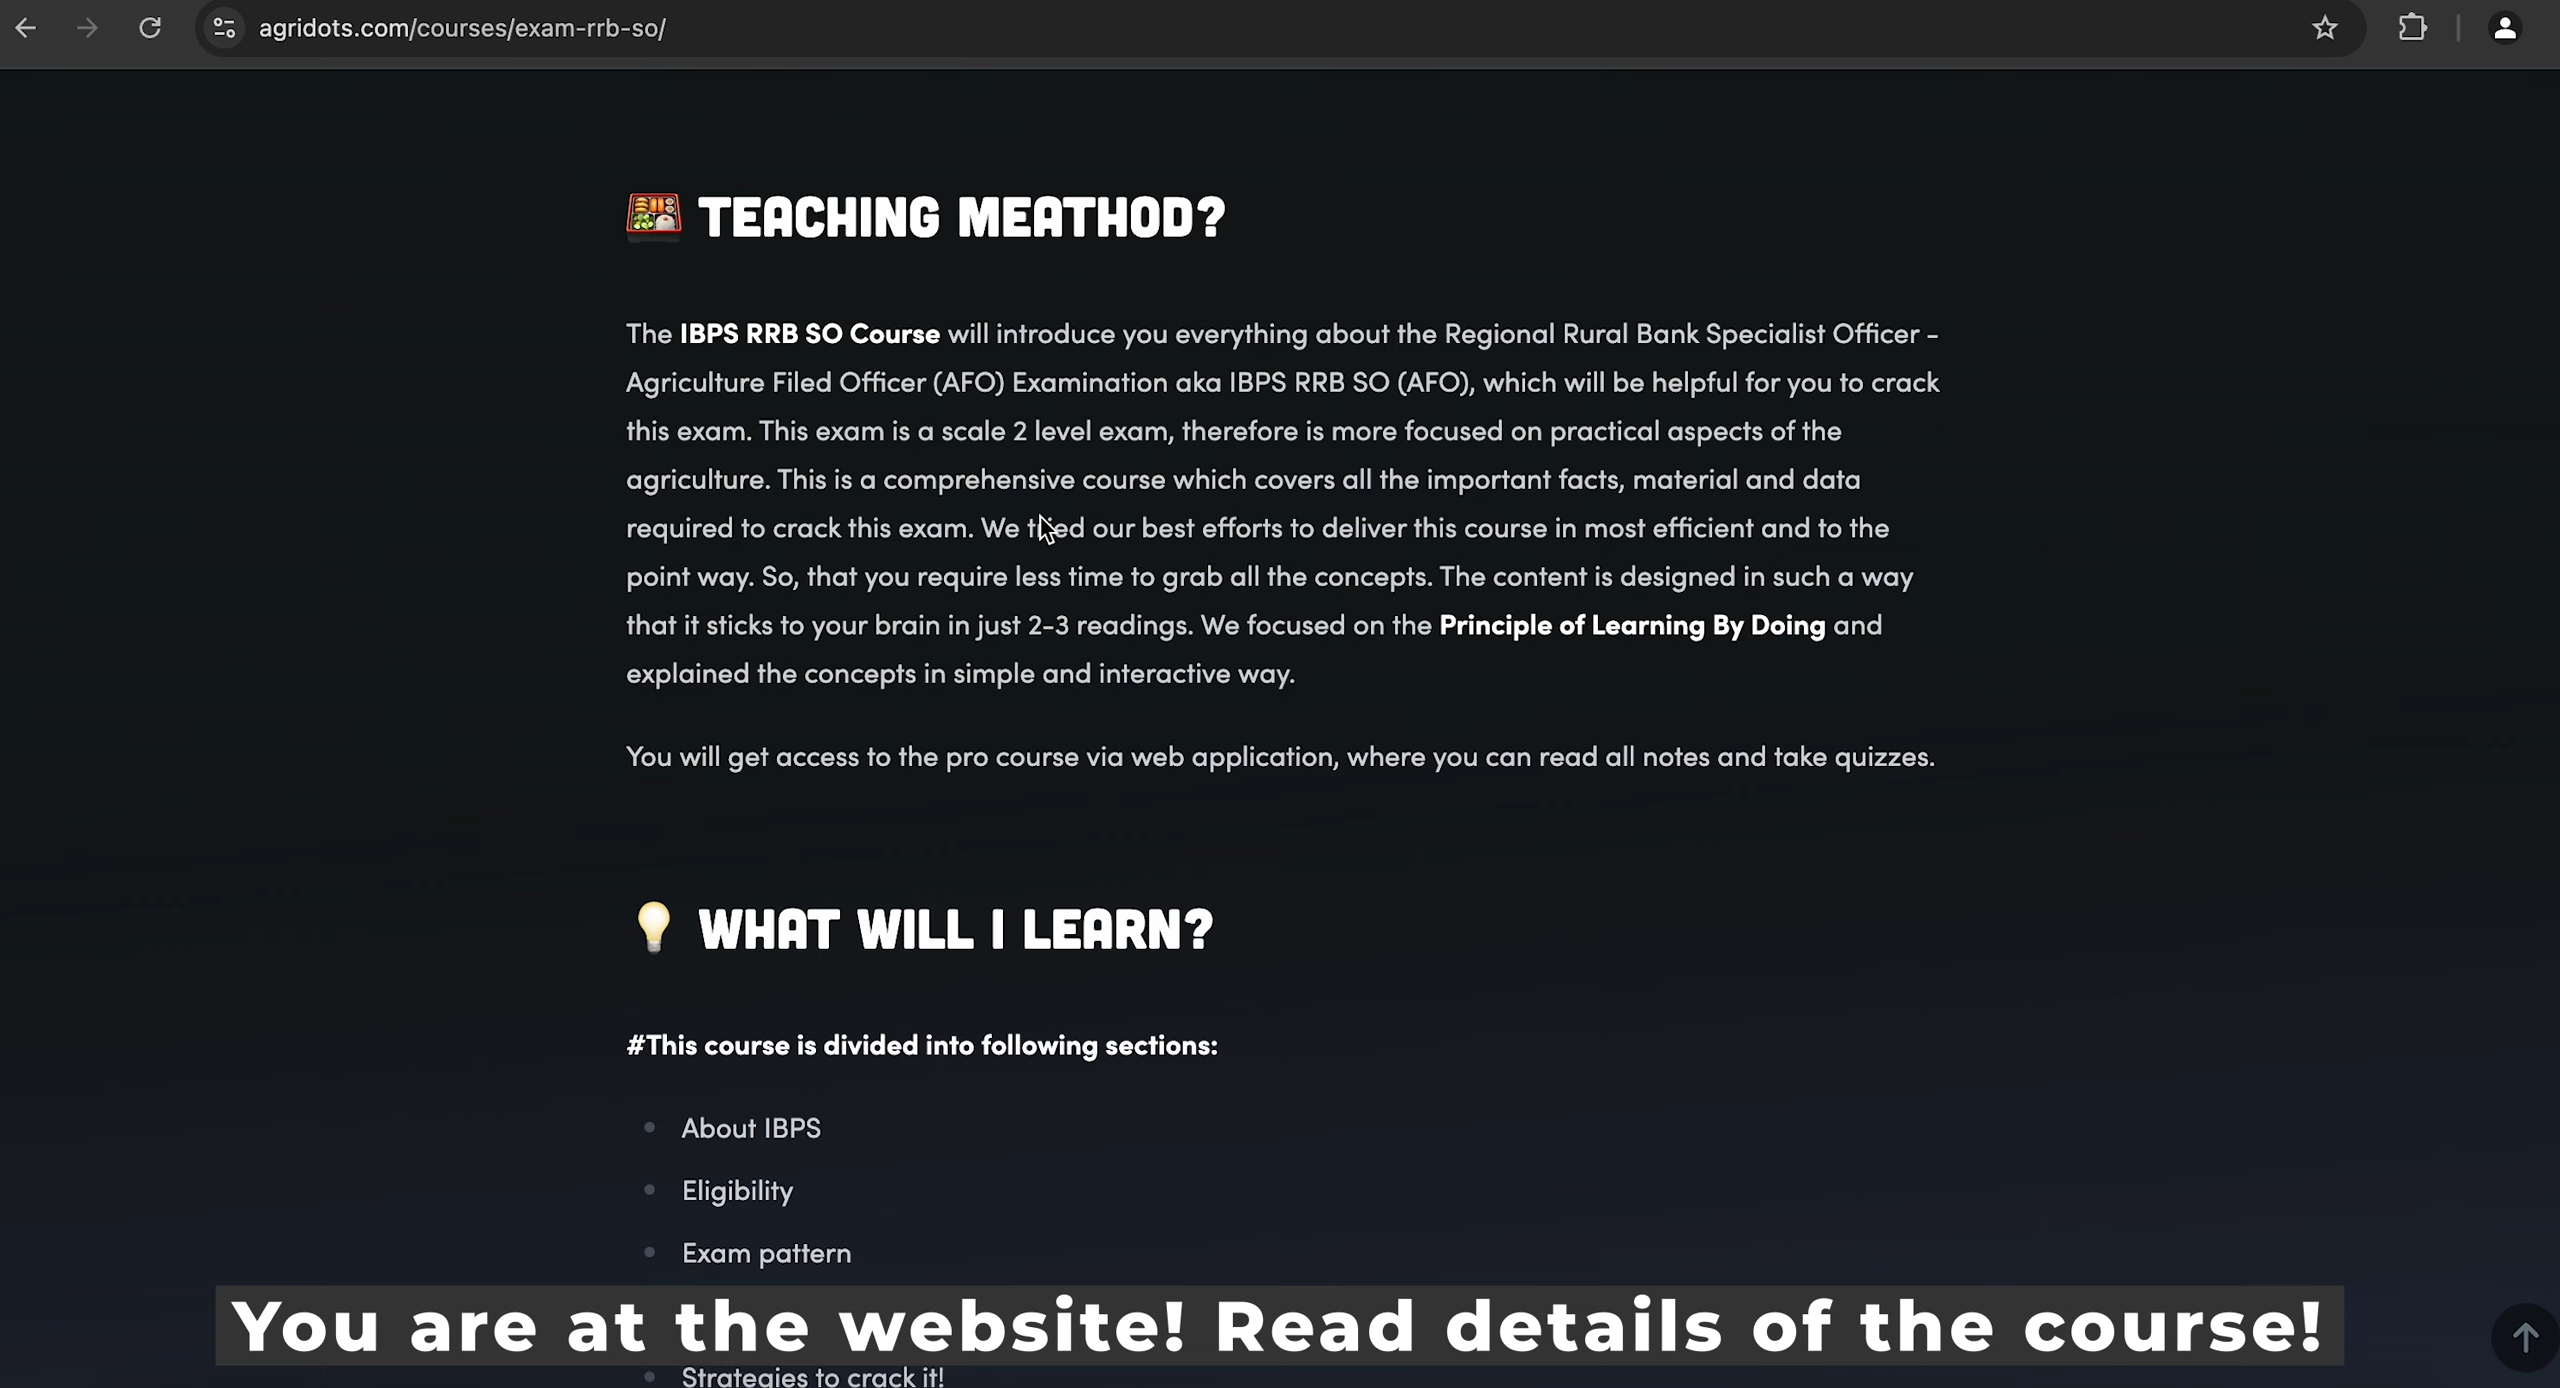 agridots.com/courses/exam-rrb-so/
TEACHING MEATHOD?
The IBPS RRB SO Course will introduce you everything about the Regional Rural Bank Specialist Officer -
Agriculture Filed Officer (AFO) Examination aka IBPS RRB SO (AFO), which will be helpful for you to crack
this exam. This exam is a scale 2 level exam, therefore is more focused on practical aspects of the
agriculture. This is a comprehensive course which covers all the important facts, material and data
required to crack this exam. We tried our best efforts to deliver this course in most efficient and to the
point way. So, that you require less time to grab all the concepts. The content is designed in such a way
that it sticks to your brain in just 2-3 readings. We focused on the Principle of Learning By Doing and
explained the concepts in simple and interactive way.
You will get access to the pro course via web application, where you can read all notes and take quizzes.
WHAT WILL I LEARN?
#This course is divided into following sections:
About IBPS
Eligibility
Exam pattern
You are at the website! Read details of the course!
Strategies to crack it!